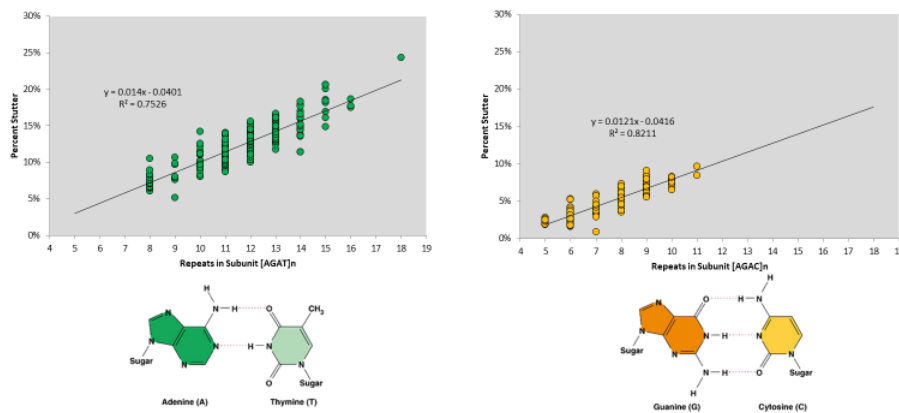 30%
25%
20%
15%
10%
5%
0%
Percent Stutter
y = 0.014x - 0.0401
R² = 0.7526
4 5 6 7 8 9 10 11 12 13 14 15 16 17 18 19
Repeats in Subunit [AGAT]n
30%
25%
20%
15%
10%
5%
0%
Percent Stutter
y = 0.0121x - 0.0416
R² = 0.8211
4 5 6 7 8 9 10 11 12 13 14 15 16 17 18
Repeats in Subunit [AGAC]n
H
N H O CH₃
N
N
N
N H N
N
Sugar
O
Sugar
Adenine (A) Thymine (T)
H
O H N
N
N
N H N
N
N
Sugar
N H O
H
Sugar
Guanine (G) Cytosine (C)